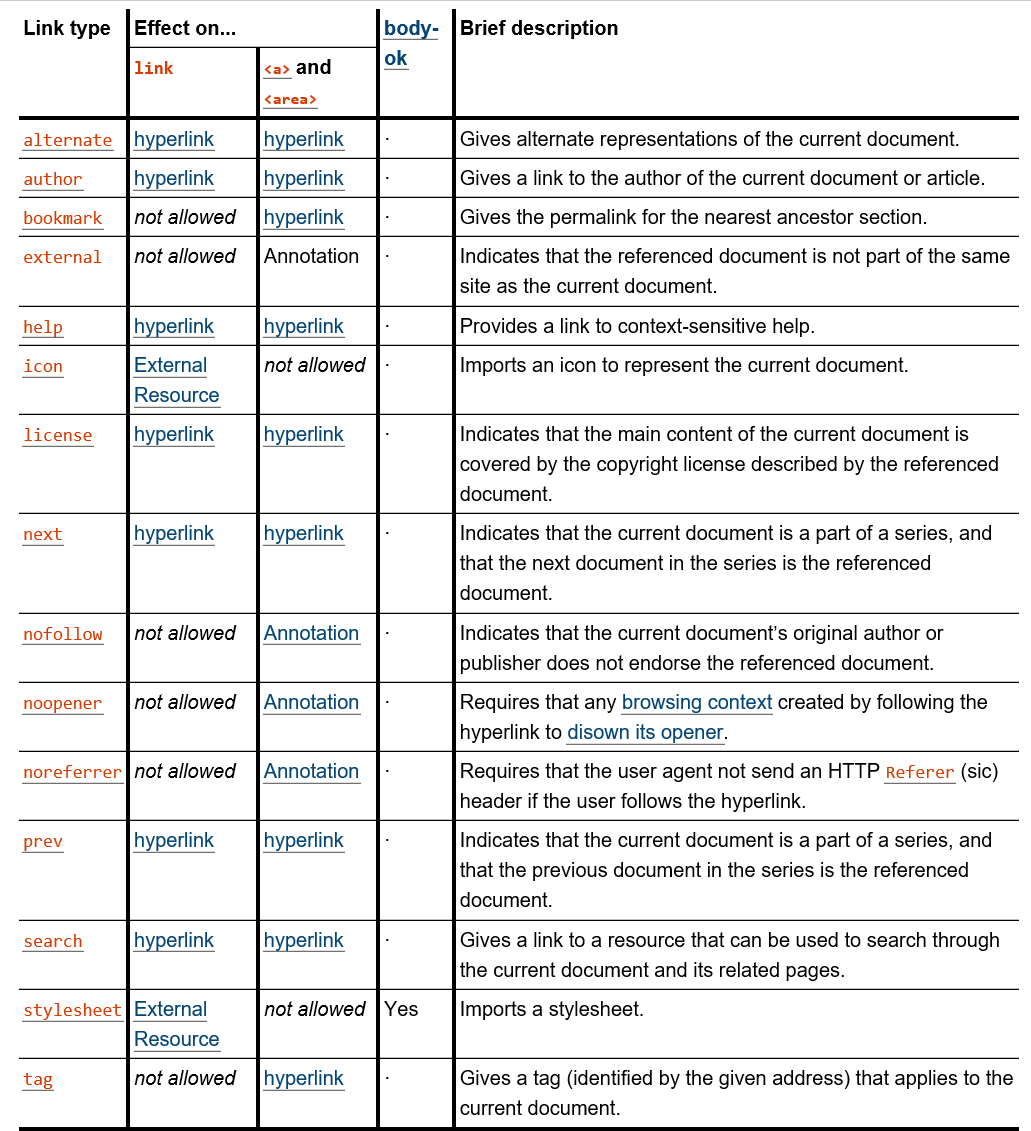 Link type Effect on... body-ok Brief description
link <a> and <area>
alternate hyperlink hyperlink · Gives alternate representations of the current document.
author hyperlink hyperlink · Gives a link to the author of the current document or article.
bookmark not allowed hyperlink · Gives the permalink for the nearest ancestor section.
external not allowed Annotation · Indicates that the referenced document is not part of the same
site as the current document.
help hyperlink hyperlink · Provides a link to context-sensitive help.
icon External not allowed · Imports an icon to represent the current document.
Resource
license hyperlink hyperlink · Indicates that the main content of the current document is
covered by the copyright license described by the referenced
document.
next hyperlink hyperlink · Indicates that the current document is a part of a series, and
that the next document in the series is the referenced
document.
nofollow not allowed Annotation · Indicates that the current document’s original author or
publisher does not endorse the referenced document.
noopener not allowed Annotation · Requires that any browsing context created by following the
hyperlink to disown its opener.
noreferrer not allowed Annotation · Requires that the user agent not send an HTTP Referer (sic)
header if the user follows the hyperlink.
prev hyperlink hyperlink · Indicates that the current document is a part of a series, and
that the previous document in the series is the referenced
document.
search hyperlink hyperlink · Gives a link to a resource that can be used to search through
the current document and its related pages.
stylesheet External not allowed Yes Imports a stylesheet.
Resource
tag not allowed hyperlink · Gives a tag (identified by the given address) that applies to the
current document.